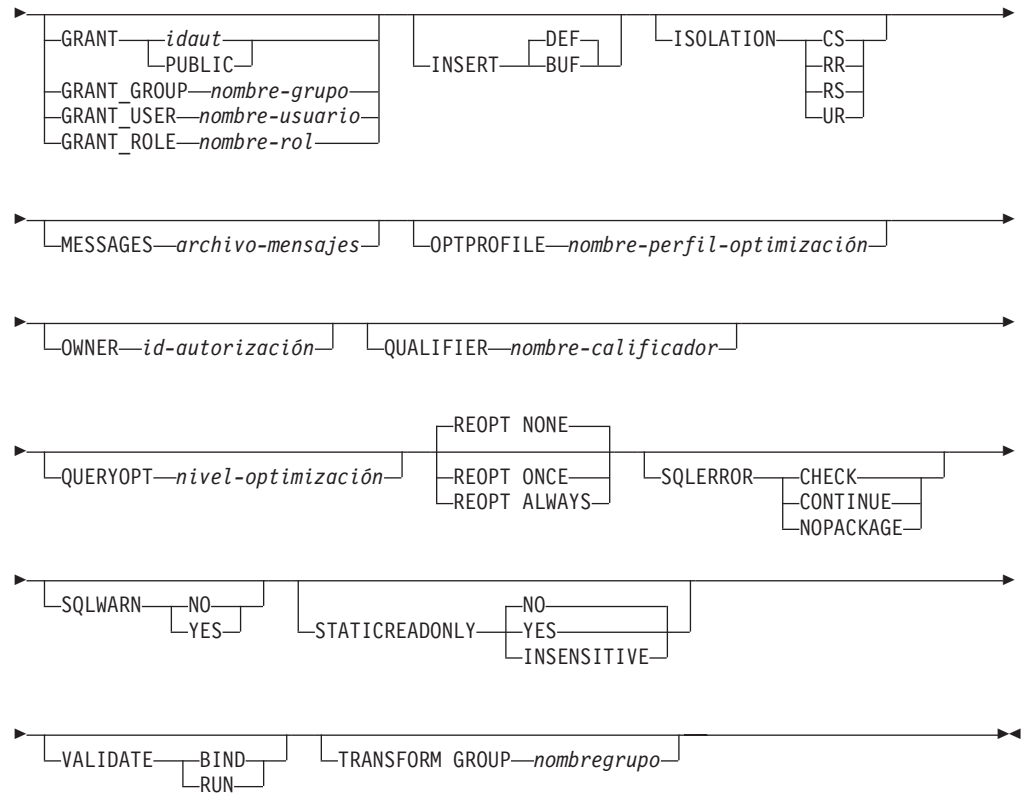 GRANT idaut
PUBLIC
GRANT_GROUP nombre-grupo
GRANT_USER nombre-usuario
GRANT_ROLE nombre-rol
INSERT DEF
BUF
ISOLATION CS
RR
RS
UR
MESSAGES archivo-mensajes
OPTPROFILE nombre-perfil-optimización
OWNER id-autorización
QUALIFIER nombre-calificador
QUERYOPT nivel-optimización
REOPT NONE
REOPT ONCE
REOPT ALWAYS
SQLERROR CHECK
CONTINUE
NOPACKAGE
SQLWARN NO
YES
STATICREADONLY NO
YES
INSENSITIVE
VALIDATE BIND
RUN
TRANSFORM GROUP nombregrupo